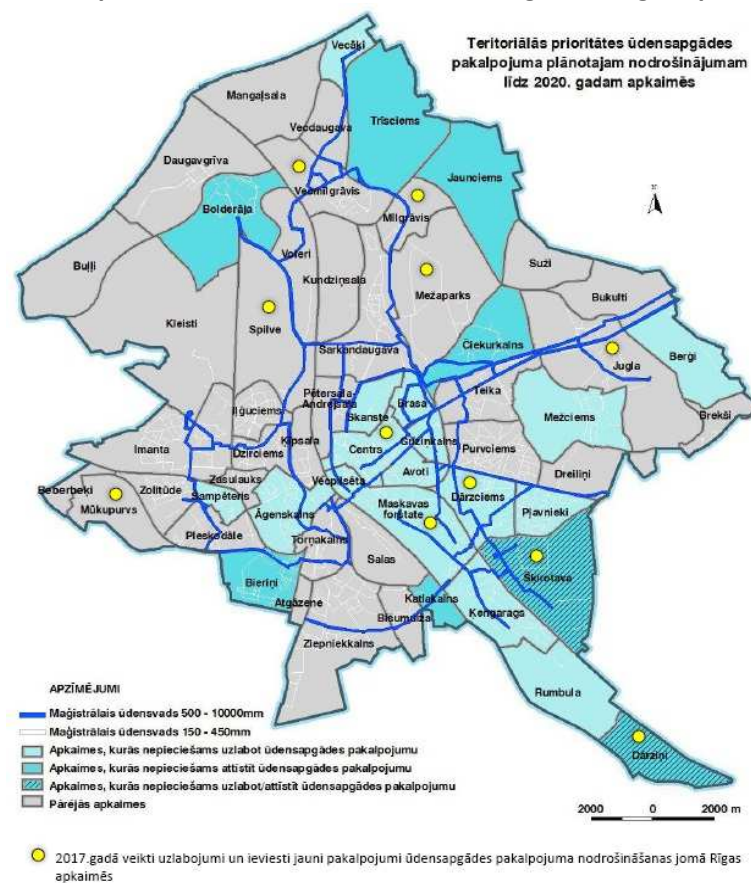 Teritoriālās prioritātes ūdensapgādes
pakalpojuma plānotajam nodrošinājumam
līdz 2020. gadam apkaimēs
Vecāķi
Mangaļsala
Trīsciems
Vecdaugava
Daugavgrīva
Jaunciems
Vecmīlgrāvis
Mīlgrāvis
Bolderāja
Voleri
Suži
Buļļi
Kundziņsala
Mežaparks
Bukulti
Kleisti
Spilve
Čiekurkalns
Berģi
Jugla
Sarkandaugava
Teika
Pētersala-
Andrejsala
Brasa
Skanste
Mežciems
Brekši
Iļģuciems
Grīziņkalns
Ķīpsala
Imanta
Dzirciems
Centrs
Purvciems
Avoti
Dreiliņi
Zasulauks
Vecpilsēta
Beberbeķi
Zolitūde
Sampēteris
Dārzciems
Mūkupurvs
Āgenskalns
Maskavas
forštate
Pļavnieki
Pleskodāle
Torņakalns
Salas
Šķirotava
Bieriņi
Katlakalns
Atgāzene
Bišumuiža
Ķengarags
Ziepniekkalns
Rumbula
Dārziņi
APZĪMĒJUMI
Maģistrālais ūdensvads 500 - 10000mm
Maģistrālais ūdensvads 150 - 450mm
Apkaimes, kurās nepieciešams uzlabot ūdensapgādes pakalpojumu
Apkaimes, kurās nepieciešams attīstīt ūdensapgādes pakalpojumu
Apkaimes, kurās nepieciešams uzlabot/attīstīt ūdensapgādes pakalpojumu
Pārējās apkaimes
2000 0 2000 m
2017.gadā veikti uzlabojumi un ieviesti jauni pakalpojumi ūdensapgādes pakalpojuma nodrošināšanas jomā Rīgas
apkaimēs